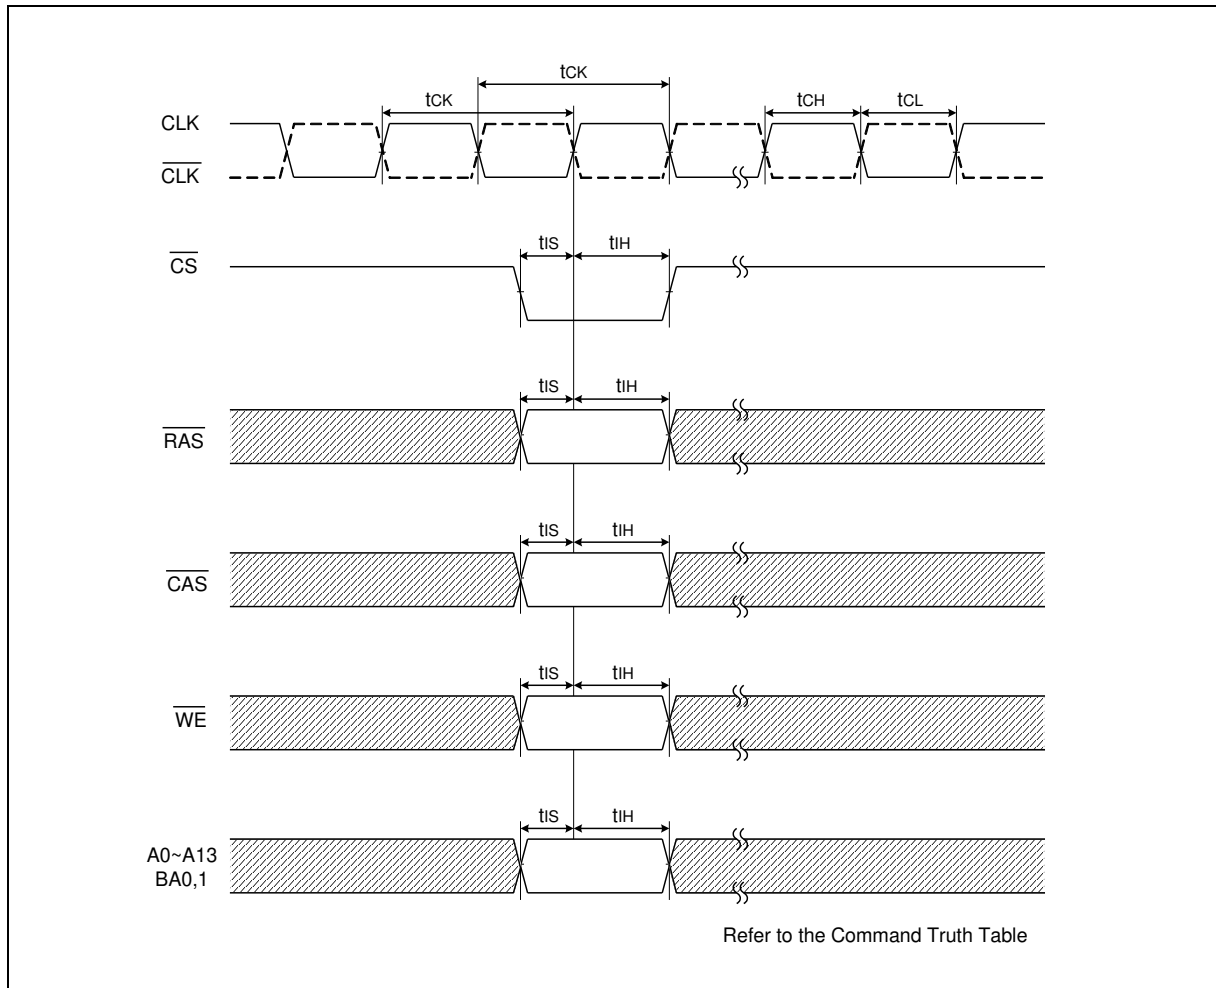 tCK
tCK
tCH
tCL
CLK
CLK
tIS
tIH
CS
tIS
tIH
RAS
tIS
tIH
CAS
tIS
tIH
WE
tIS
tIH
A0~A13
BA0,1
Refer to the Command Truth Table